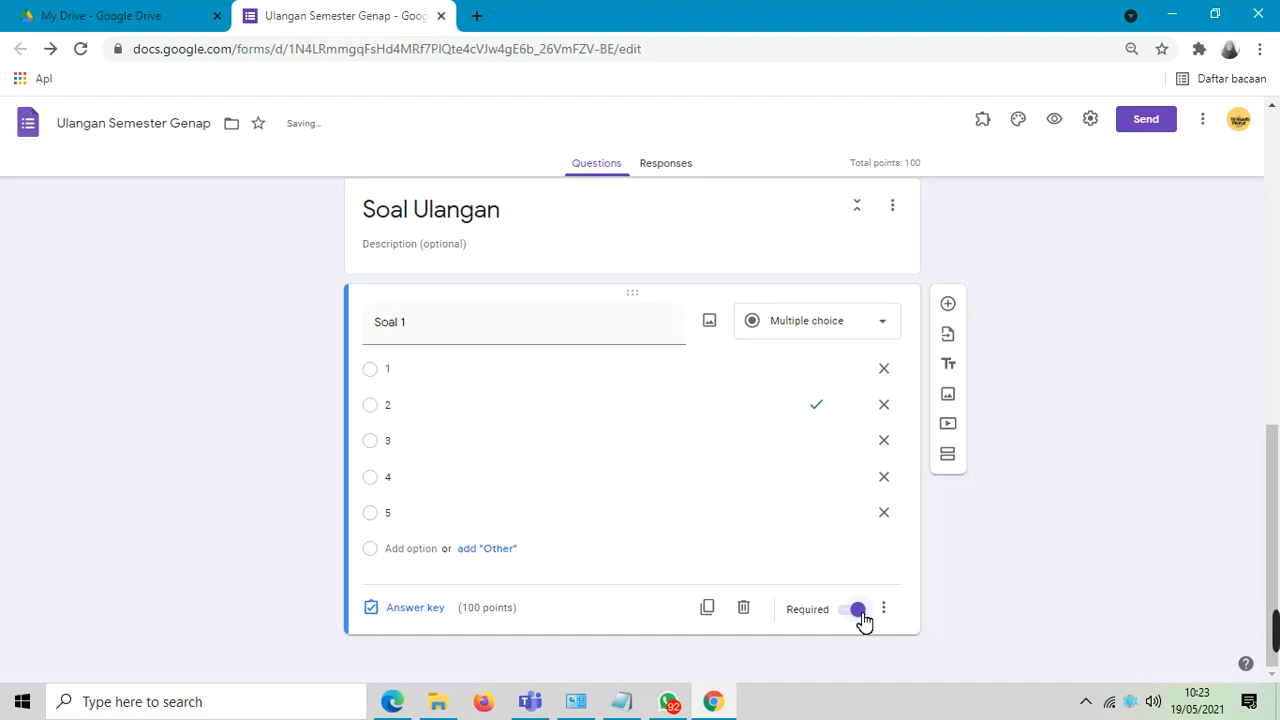 My Drive - Google Drive
Ulangan Semester Genap - Goog
docs.google.com/forms/d/1N4LRmmgqFsHd4MRf7PlQte4cVJw4gE6b_26VmFZV-BE/edit
Apl
Daftar bacaan
Ulangan Semester Genap
Saving...
Send
Questions
Responses
Total points: 100
Soal Ulangan
Description (optional)
Soal 1
Multiple choice
1
2
3
4
5
Add option or add "Other"
Answer key (100 points)
Required
Type here to search
92
10:23
19/05/2021